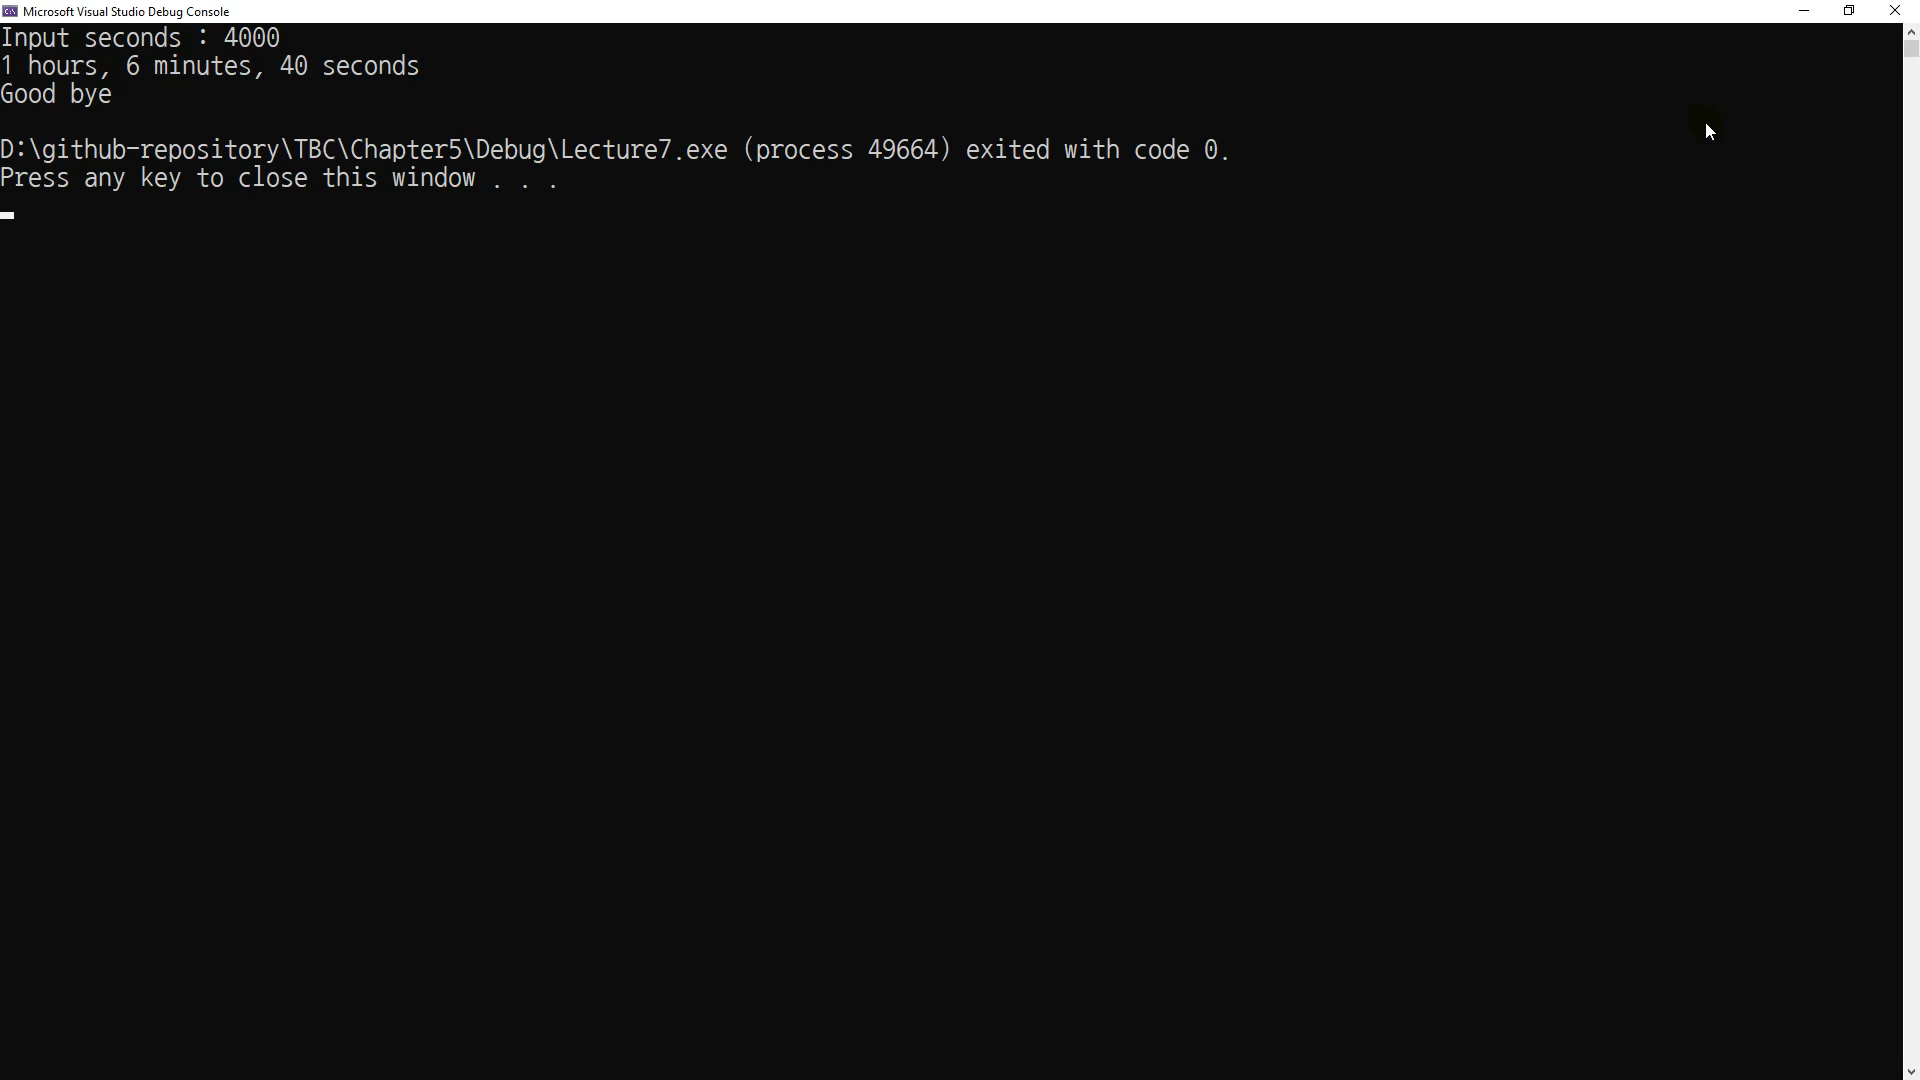 Microsoft Visual Studio Debug Console
Input seconds : 4000
1 hours, 6 minutes, 40 seconds
Good bye
D:\github-repository\TBC\Chapter5\Debug\Lecture7.exe (process 49664) exited with code 0.
Press any key to close this window . . .